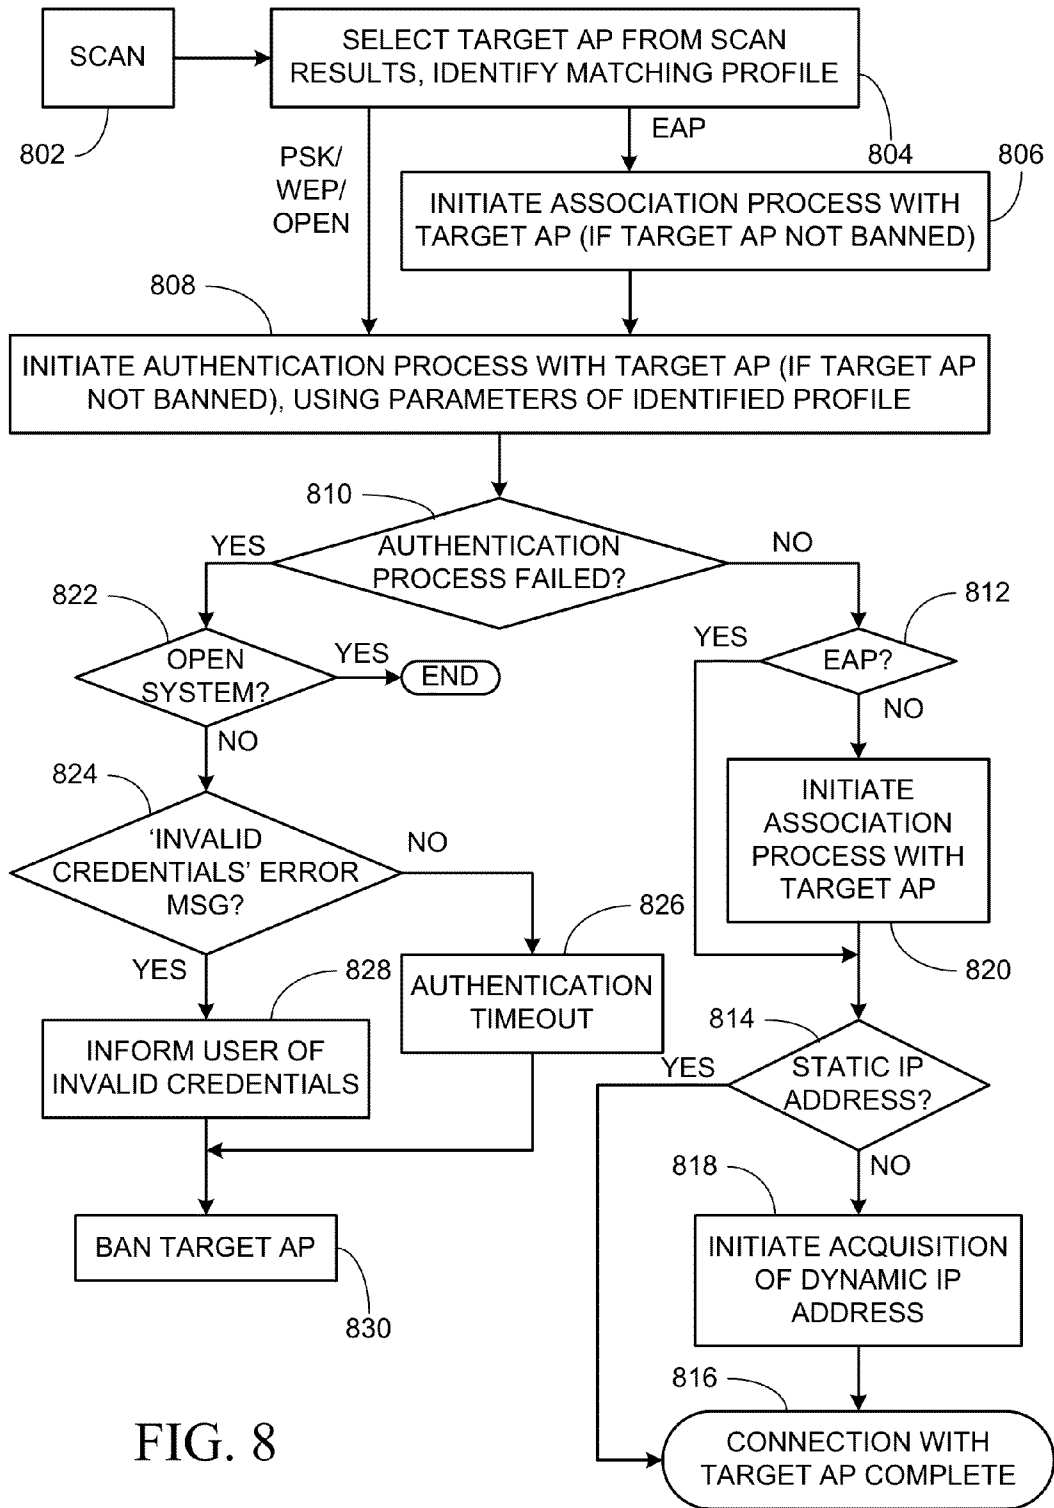 SCAN
SELECT TARGET AP FROM SCAN
RESULTS, IDENTIFY MATCHING PROFILE
802
804
806
EAP
PSK/
WEP/
OPEN
INITIATE ASSOCIATION PROCESS WITH
TARGET AP (IF TARGET AP NOT BANNED)
808
INITIATE AUTHENTICATION PROCESS WITH TARGET AP (IF TARGET AP
NOT BANNED), USING PARAMETERS OF IDENTIFIED PROFILE
810
AUTHENTICATION
PROCESS FAILED?
YES
NO
822
OPEN
SYSTEM?
YES
END
NO
812
EAP?
YES
NO
824
'INVALID
CREDENTIALS' ERROR
MSG?
NO
YES
INITIATE
ASSOCIATION
PROCESS WITH
TARGET AP
820
826
AUTHENTICATION
TIMEOUT
828
INFORM USER OF
INVALID CREDENTIALS
814
STATIC IP
ADDRESS?
YES
NO
BAN TARGET AP
830
818
INITIATE ACQUISITION
OF DYNAMIC IP
ADDRESS
816
CONNECTION WITH
TARGET AP COMPLETE
FIG. 8